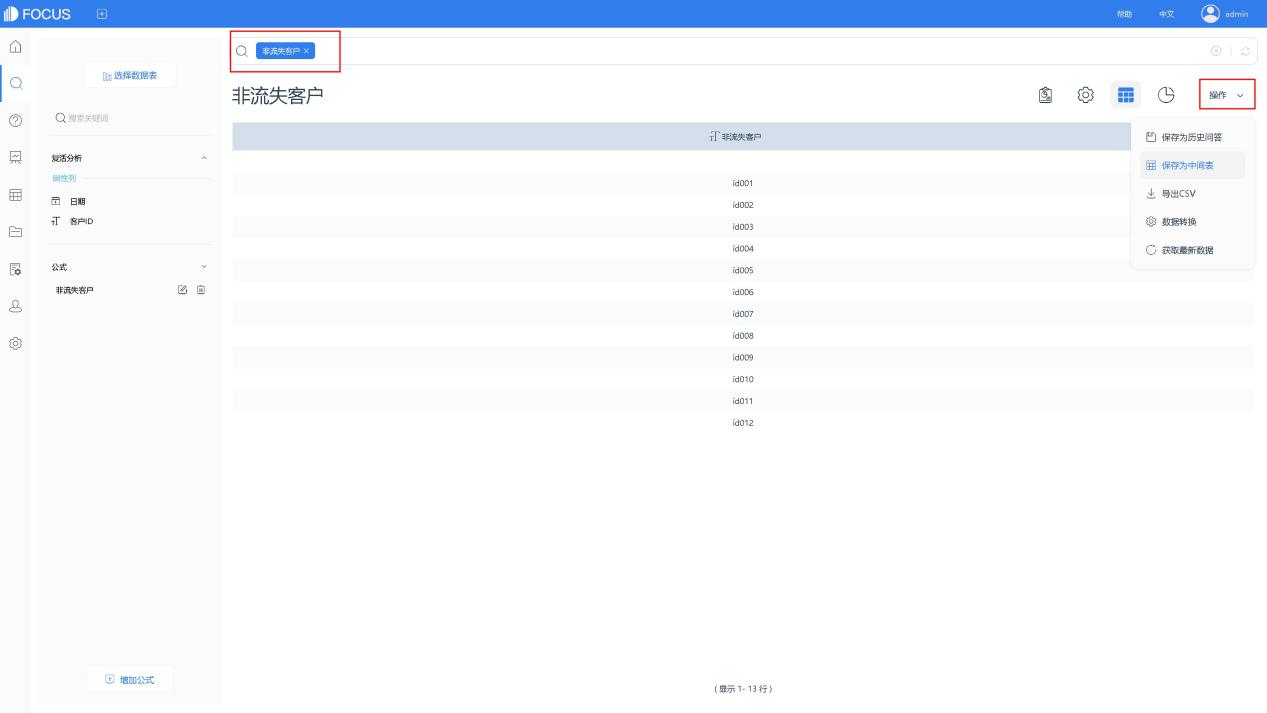 FOCUS
帮助
中文
admin
选择数据表
搜索关键词
复活分析
属性列
日期
客户ID
公式
非流失客户
增加公式
非流失客户 ×
非流失客户
操作
保存为历史问答
保存为中间表
导出CSV
数据转换
获取最新数据
非流失客户
id001
id002
id003
id004
id005
id006
id007
id008
id009
id010
id011
id012
( 显示 1- 13 行 )